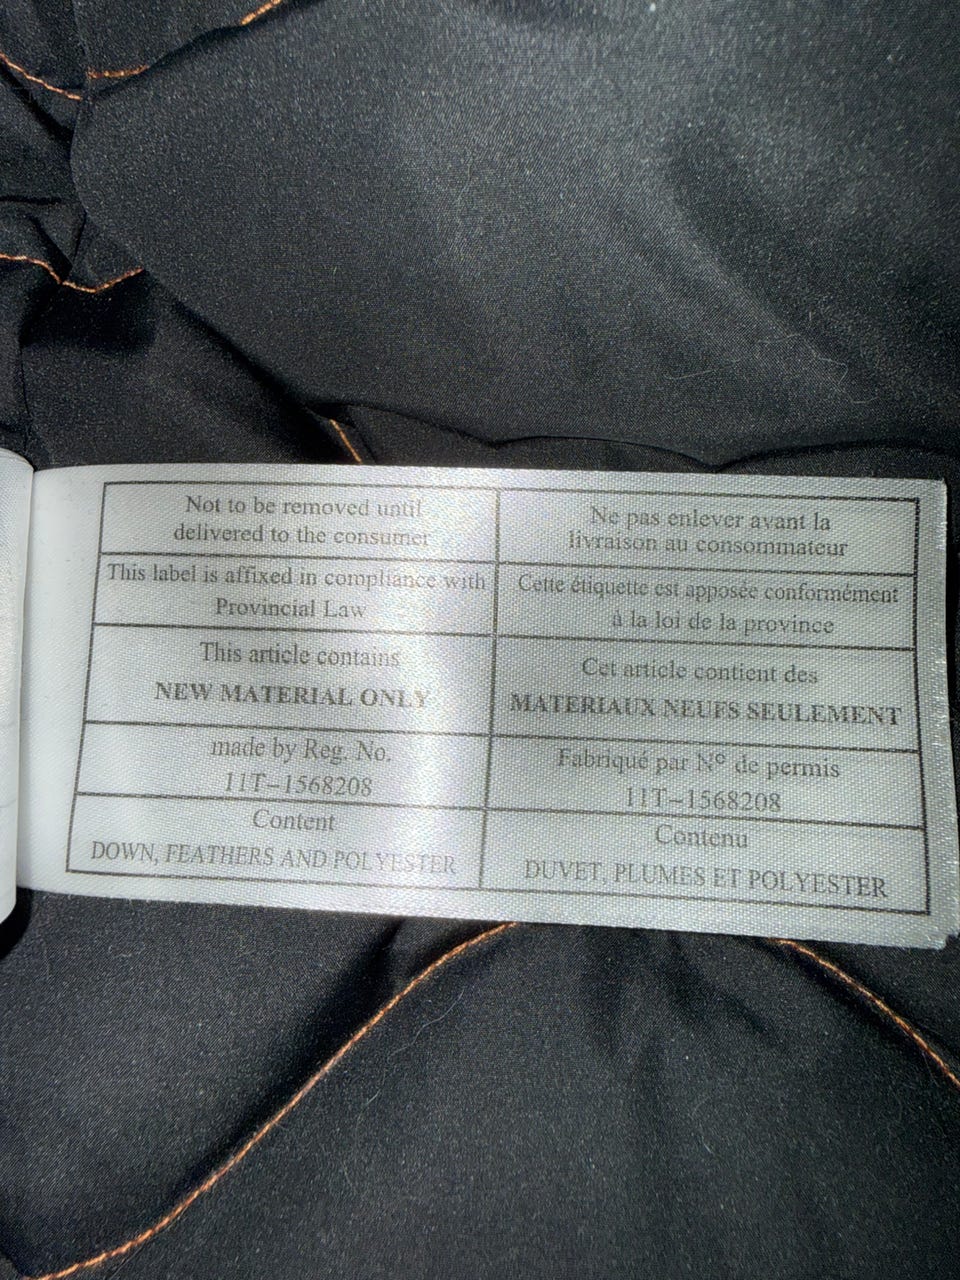 Not to be removed until
delivered to the consumer
Ne pas enlever avant la
livraison au consommateur
This label is affixed in compliance with
Provincial Law
Cette étiquette est apposée conformément
à la loi de la province
This article contains
NEW MATERIAL ONLY
Cet article contient des
MATERIAUX NEUFS SEULEMENT
made by Reg. No.
11T-1568208
Fabriqué par Nº de permis
11T-1568208
Content
DOWN, FEATHERS AND POLYESTER
Contenu
DUVET, PLUMES ET POLYESTER